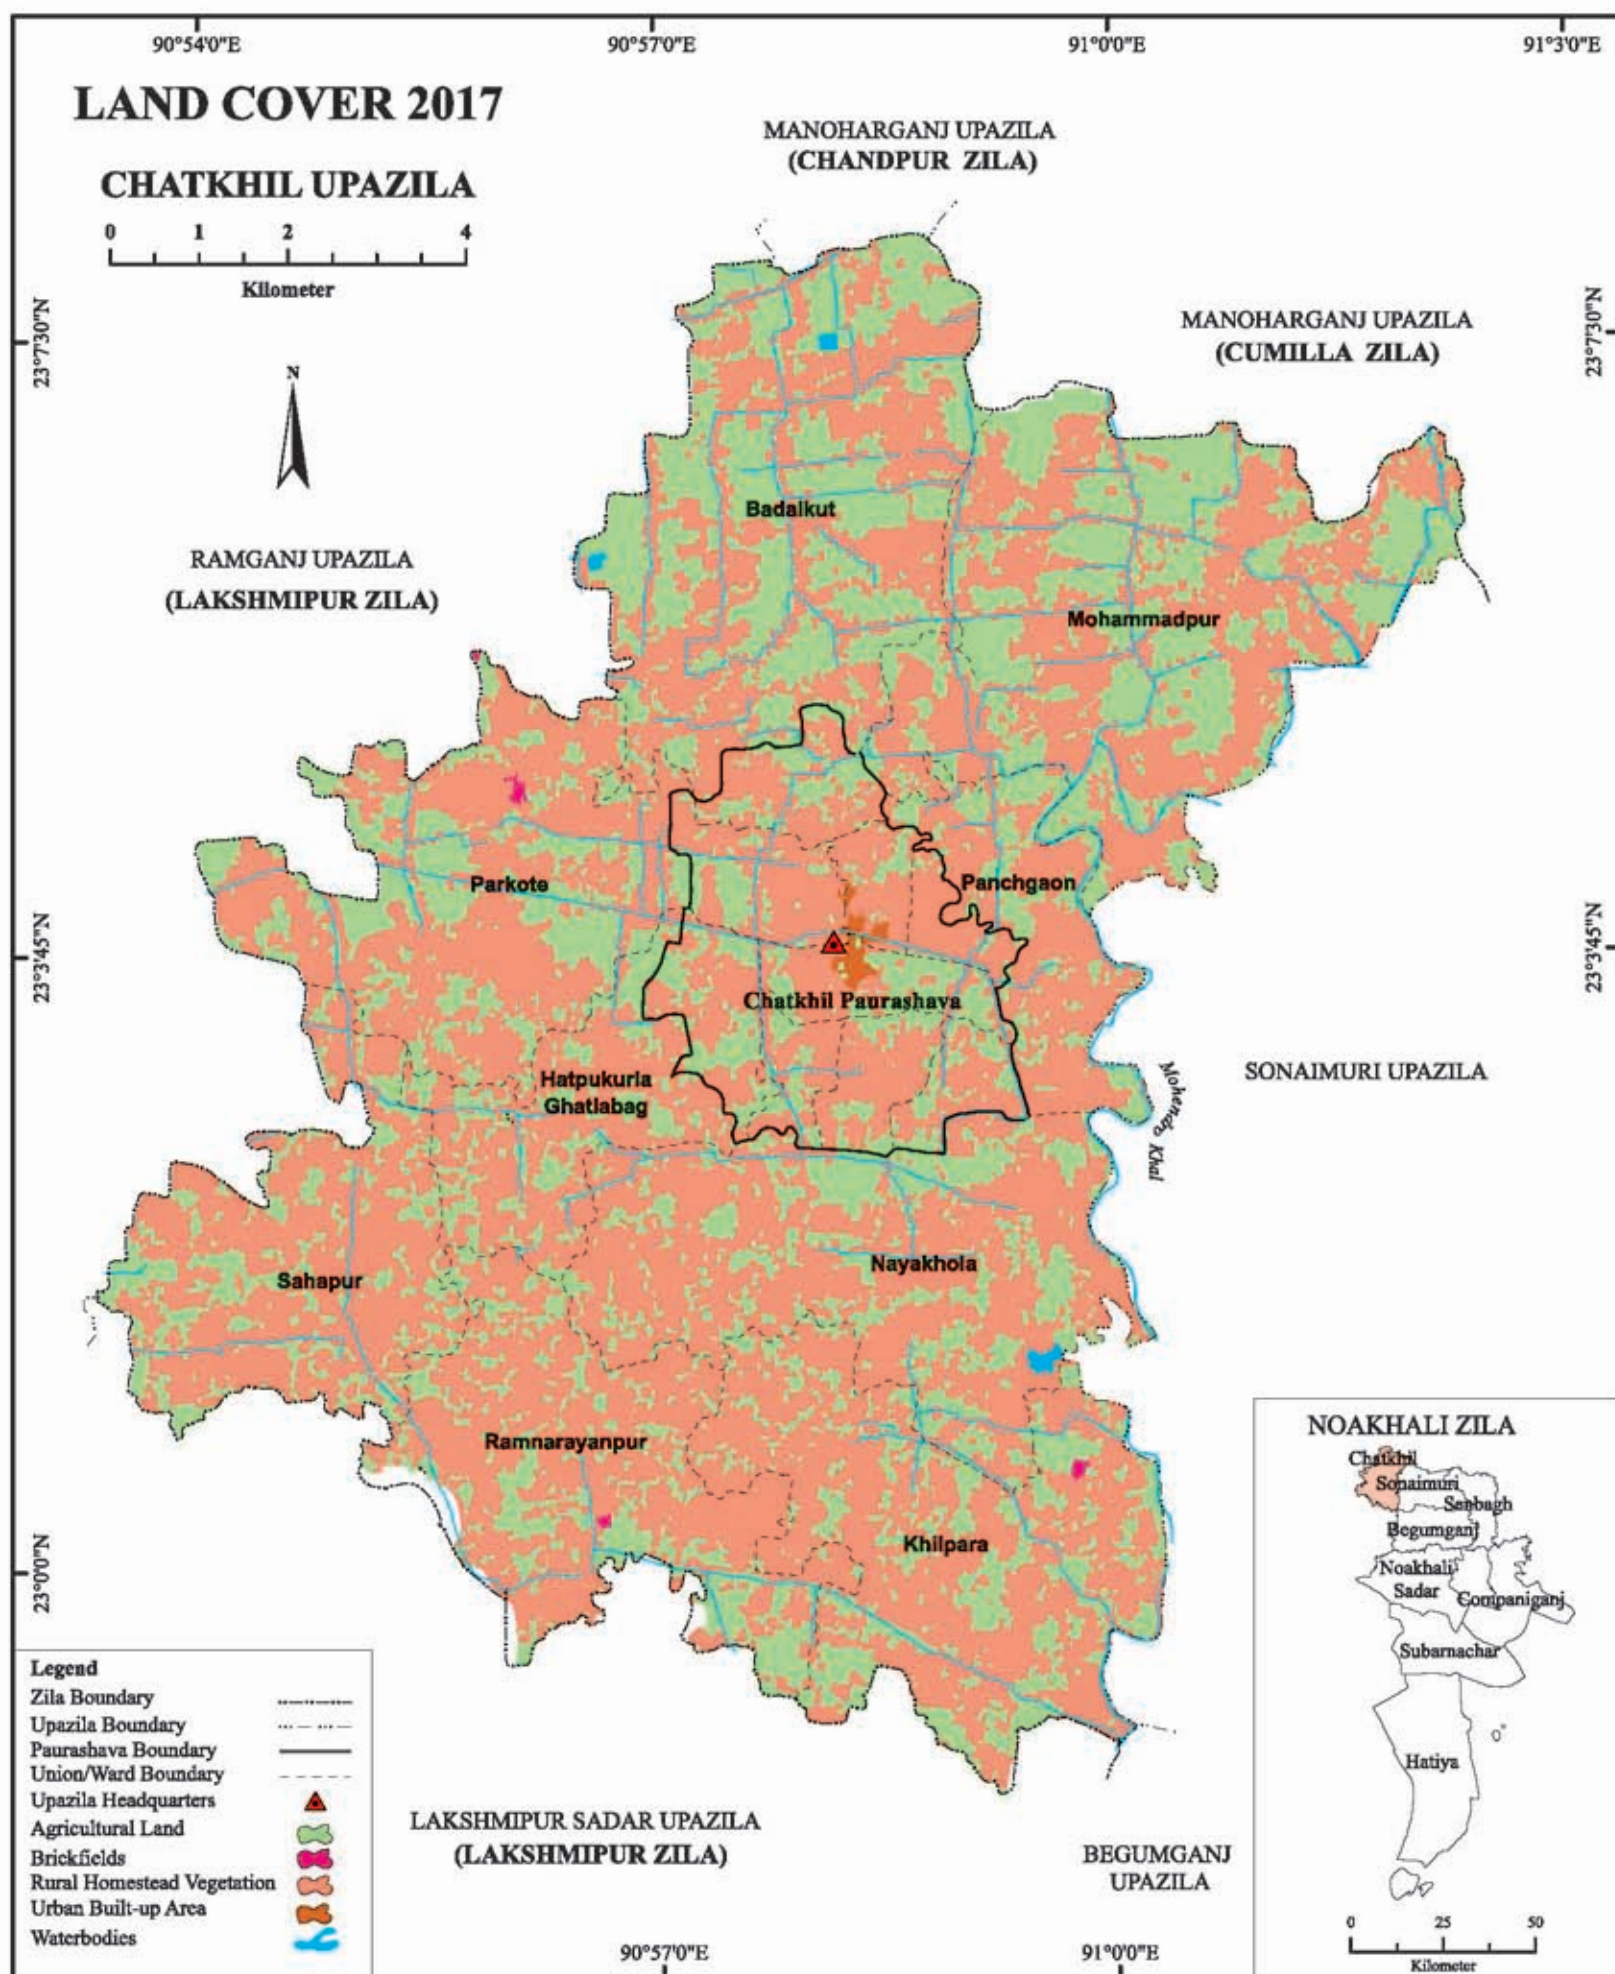 90°54'0"E
90°57'0"E
91°0'0"E
91°3'0"E
LAND COVER 2017
CHATKHIL UPAZILA
0 1 2 4
Kilometer
MANOHARGANJ UPAZILA
(CHANDPUR ZILA)
MANOHARGANJ UPAZILA
(CUMILLA ZILA)
23°7'30"N
23°7'30"N
N
RAMGANJ UPAZILA
(LAKSHMIPUR ZILA)
Badalkut
Mohammadpur
Parkote
Panchgaon
23°3'45"N
23°3'45"N
Chatkhil Paurashava
Hatpukuria
Ghatlabag
SONAIMURI UPAZILA
Mohendro Khal
Sahapur
Nayakhola
Ramnarayanpur
Khilpara
23°0'0"N
NOAKHALI ZILA
Chatkhil
Sonaimuri
Senbagh
Begumganj
Noakhali
Sadar
Companiganj
Subarnachar
Hatiya
0 25 50
Kilometer
Legend
Zila Boundary
Upazila Boundary
Paurashava Boundary
Union/Ward Boundary
Upazila Headquarters
Agricultural Land
Brickfields
Rural Homestead Vegetation
Urban Built-up Area
Waterbodies
LAKSHMIPUR SADAR UPAZILA
(LAKSHMIPUR ZILA)
BEGUMGANJ
UPAZILA
90°57'0"E
91°0'0"E